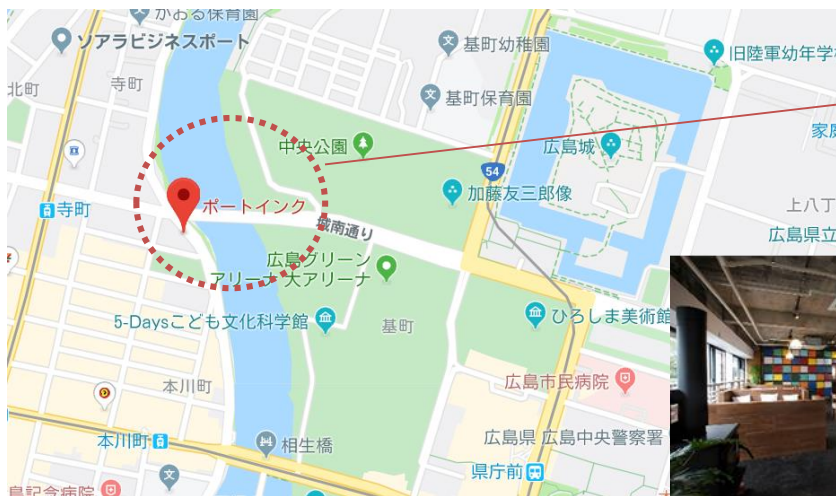 かおる保育園
ソアラビジネスポート
基町幼稚園
旧陸軍幼年学校
北町
寺町
基町保育園
中央公園
広島城
家庭
54
加藤友三郎像
寺町
ポートインク
上八丁
城南通り
広島県立
広島グリーン
アリーナ 大アリーナ
5-Daysこども文化科学館
基町
ひろしま美術館
本川町
広島市民病院
本川町
相生橋
広島県 広島中央警察署
県庁前
島記念病院